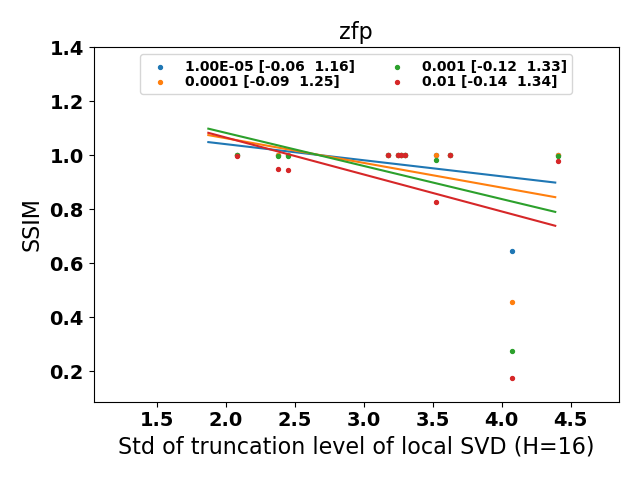 zfp
1.00E-05 [-0.06  1.16]
0.0001 [-0.09  1.25]
0.001 [-0.12  1.33]
0.01 [-0.14  1.34]
SSIM
1.4
1.2
1.0
0.8
0.6
0.4
0.2
1.5 2.0 2.5 3.0 3.5 4.0 4.5
Std of truncation level of local SVD (H=16)